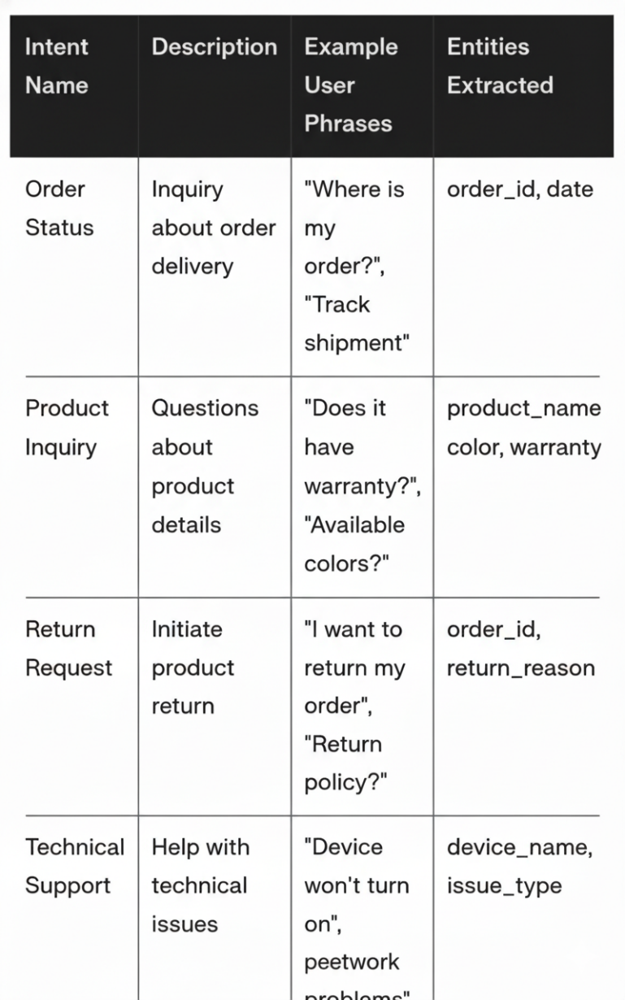 Intent Name
Description
Example User Phrases
Entities Extracted
Order Status
Inquiry about order delivery
"Where is my order?", "Track shipment"
order_id, date
Product Inquiry
Questions about product details
"Does it have warranty?", "Available colors?"
product_name color, warranty
Return Request
Initiate product return
"I want to return my order", "Return policy?"
order_id, return_reason
Technical Support
Help with technical issues
"Device won't turn on", peetwork problems"
device_name, issue_type